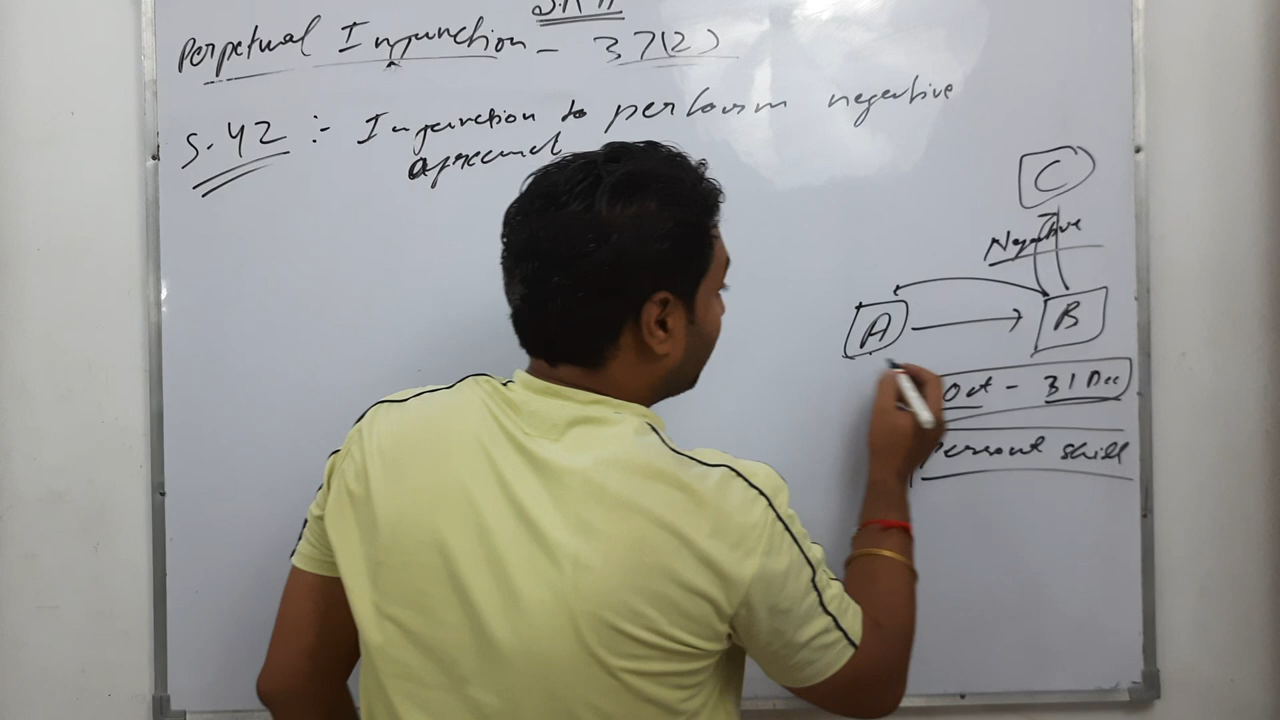 Perpetual Injunction - 37(2)
S. 42 :- Injunction to perform negative
agreement
C
Negative
A
B
Oct - 31 Dec
Personal skill